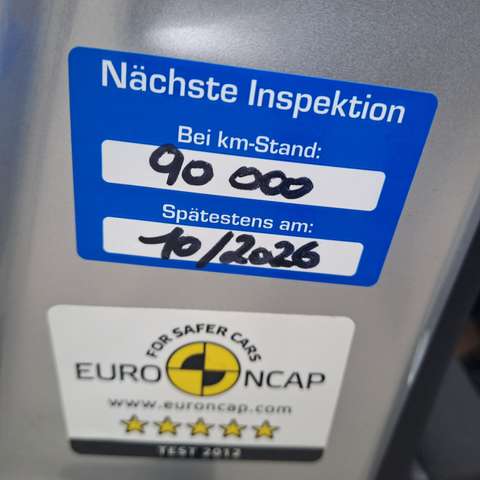 Nächste Inspektion
Bei km-Stand:
90 000
Spätestens am:
10/2026
FOR SAFER CARS
EURO NCAP
www.euroncap.com
TEST 2012